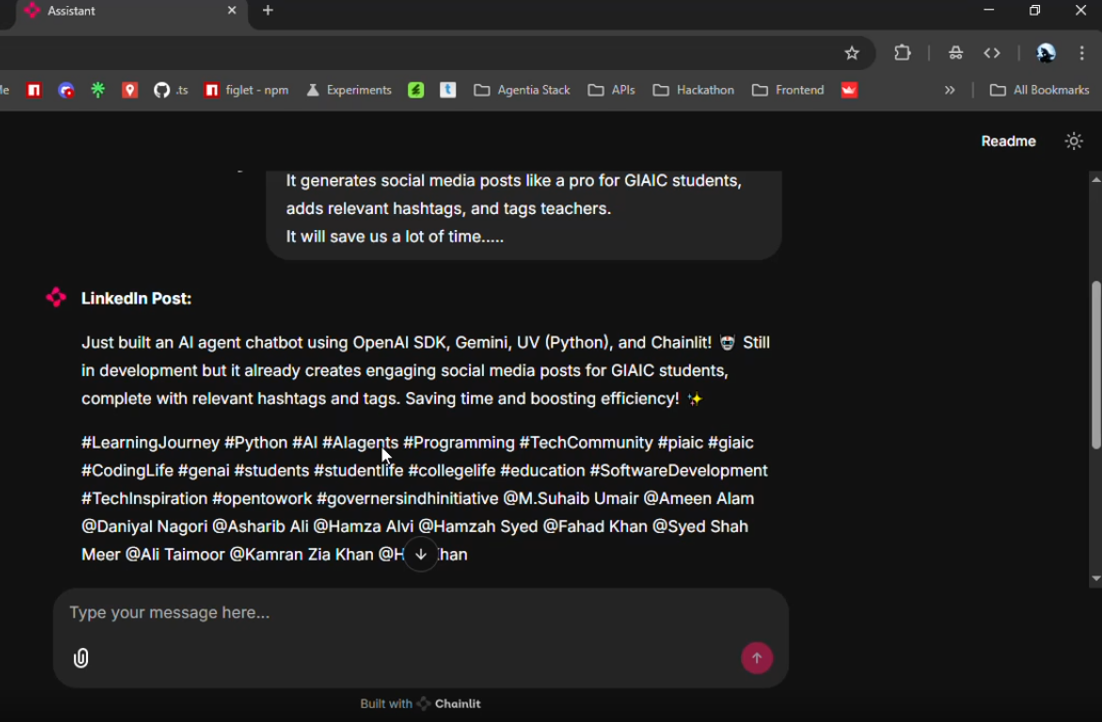 Assistant
.ts
figlet - npm
Experiments
Agentia Stack
APIs
Hackathon
Frontend
All Bookmarks
Readme
It generates social media posts like a pro for GIAIC students,
adds relevant hashtags, and tags teachers.
It will save us a lot of time.....
LinkedIn Post:
Just built an AI agent chatbot using OpenAI SDK, Gemini, UV (Python), and Chainlit! 🤓 Still
in development but it already creates engaging social media posts for GIAIC students,
complete with relevant hashtags and tags. Saving time and boosting efficiency! ✨
#LearningJourney #Python #AI #AIagents #Programming #TechCommunity #piaic #giaic
#CodingLife #genai #students #studentlife #collegelife #education #SoftwareDevelopment
#TechInspiration #opentowork #governersindhinitiative @M.Suhaib Umair @Ameen Alam
@Daniyal Nagori @Asharib Ali @Hamza Alvi @Hamzah Syed @Fahad Khan @Syed Shah
Meer @Ali Taimoor @Kamran Zia Khan
Type your message here...
Built with Chainlit